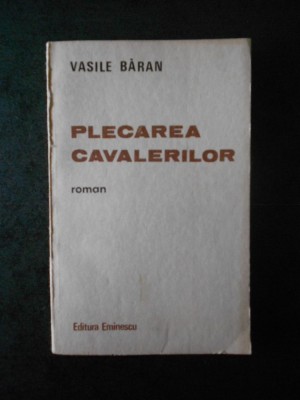 VASILE BĂRAN
PLECAREA
CAVALERILOR
roman
Editura Eminescu